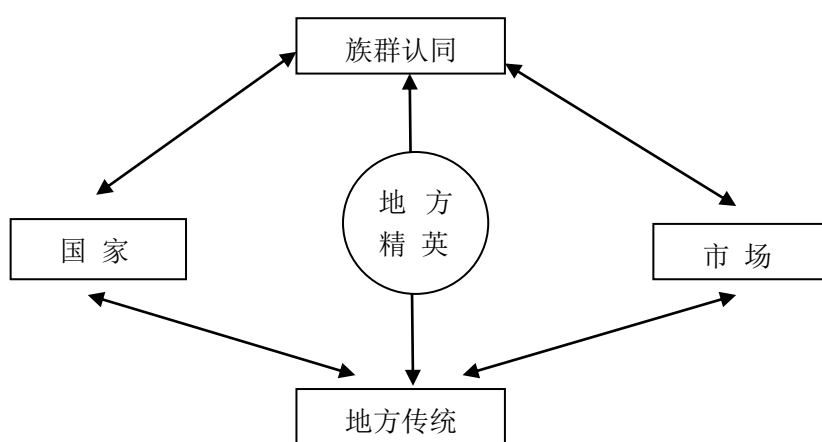 族群认同
地 方
精 英
国 家
市 场
地方传统